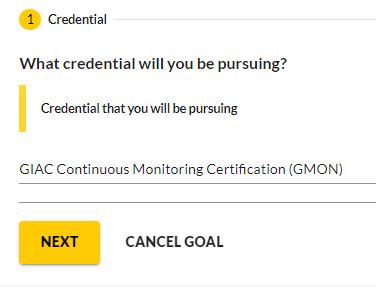 1 Credential
What credential will you be pursuing?
Credential that you will be pursuing
GIAC Continuous Monitoring Certification (GMON)
NEXT CANCEL GOAL